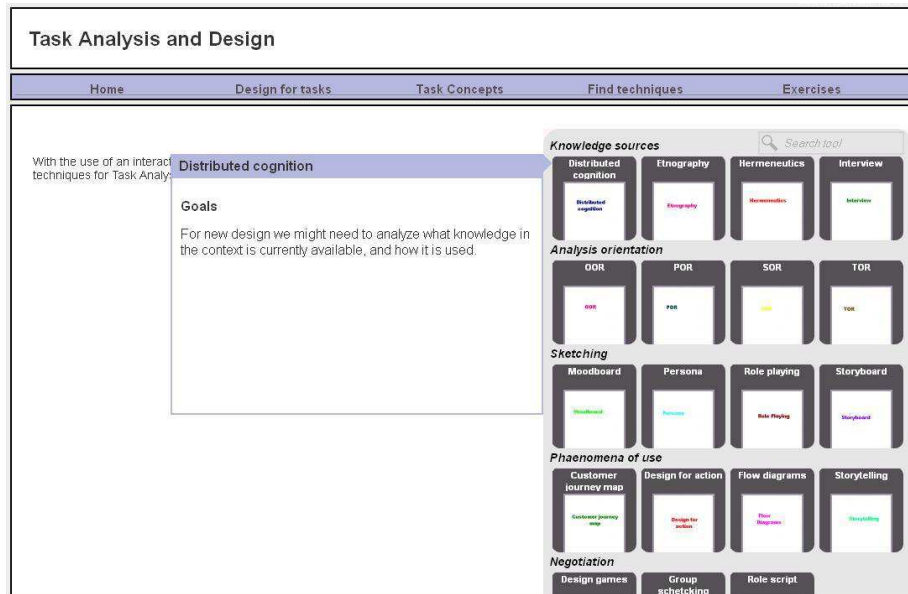 Task Analysis and Design
Home Design for tasks Task Concepts Find techniques Exercises
With the use of an interac
techniques for Task Analy
Distributed cognition
Goals
For new design we might need to analyze what knowledge in
the context is currently available, and how it is used.
Knowledge sources
Search tool
Distributed
cognition
Etnography
Hermeneutics
Interview
Distributed
cognition
Etnography
Hermeneutics
Interview
Analysis orientation
OOR POR SOR TOR
OOR POR SOR TOR
Sketching
Moodboard Persona Role playing Storyboard
Moodboard Persona Role Playing Storyboard
Phaenomena of use
Customer
journey map
Design for action
Flow diagrams
Storytelling
Customer journey
map
Design for
action
Flow
Diagrams
Storytelling
Negotiation
Design games
Group
schetcking
Role script